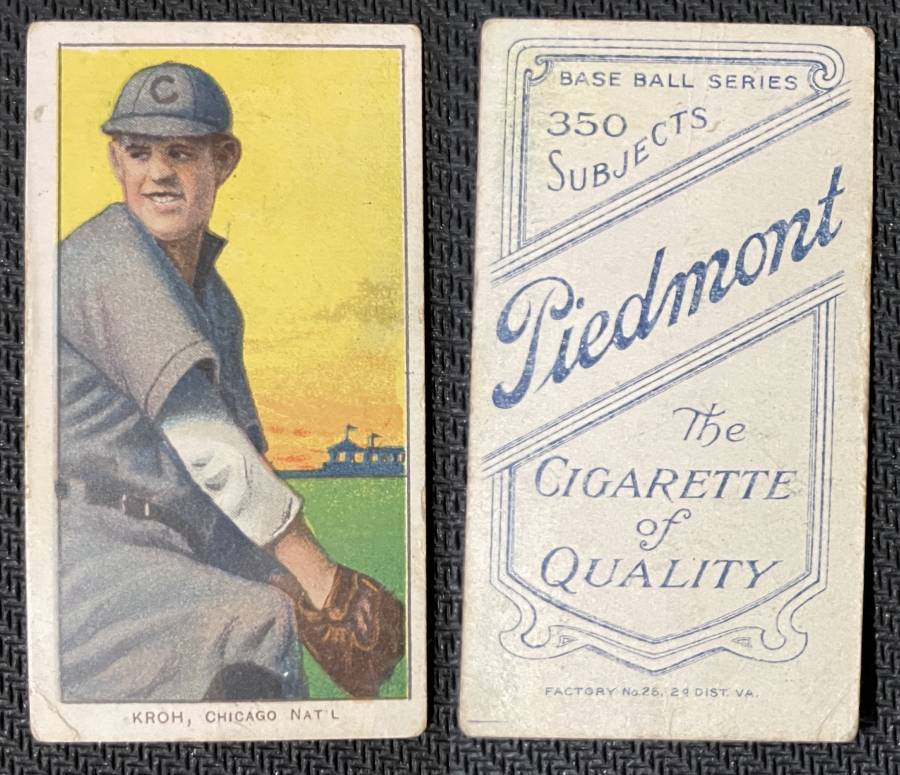 C
KROH, CHICAGO NAT'L
BASE BALL SERIES
350
SUBJECTS
Piedmont
The
CIGARETTE
of
QUALITY
FACTORY No. 25, 2d DIST. VA.